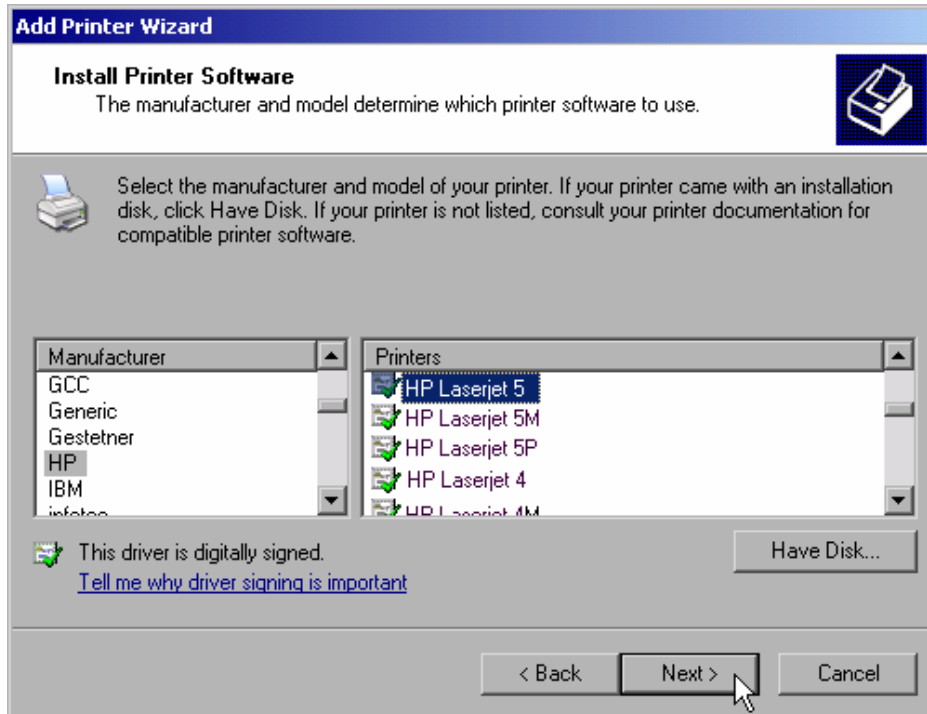 Add Printer Wizard
Install Printer Software
The manufacturer and model determine which printer software to use.
Select the manufacturer and model of your printer. If your printer came with an installation
disk, click Have Disk. If your printer is not listed, consult your printer documentation for
compatible printer software.
Manufacturer
GCC
Generic
Gestetner
HP
IBM
Printers
HP Laserjet 5
HP Laserjet 5M
HP Laserjet 5P
HP Laserjet 4
HP Laserjet 4M
This driver is digitally signed.
Tell me why driver signing is important
Have Disk...
< Back
Next >
Cancel